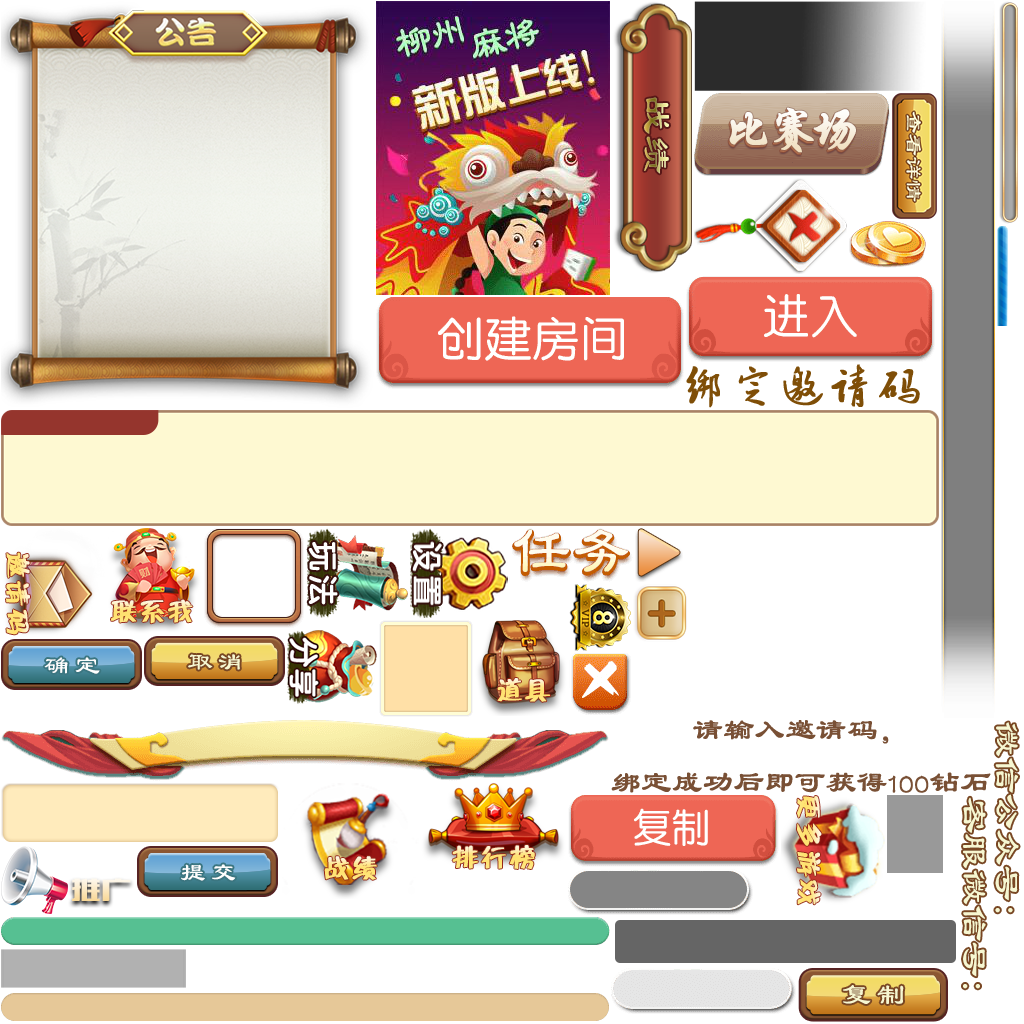 公告
柳州 麻将
新版上线!
战绩
比赛场
查看详情
创建房间
进入
绑定邀请码
邀请码
联系我
玩法
设置
任务
VIP 8
确定
取消
分享
道具
请输入邀请码，
绑定成功后即可获得100钻石
微信公众号：
客服微信号：
战绩
排行榜
复制
更多游戏
提交
推广
复制